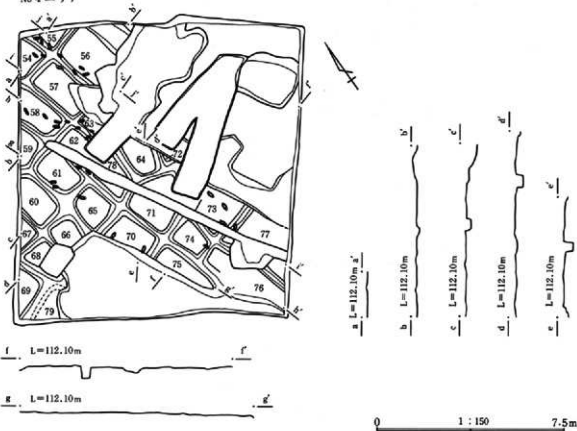 55
54
56
57
58
63
59
62
78
64
72
61
60
65
71
73
77
67
66
70
74
68
75
76
69
79
a
b
c
d
e
f
g
a'
b'
c'
d'
e'
f'
g'
a L=112.10m a'
b L=112.10m b'
c L=112.10m c'
d L=112.10m d'
e L=112.10m e'
f L=112.10m f'
g L=112.10m g'
0 1:150 7.5m